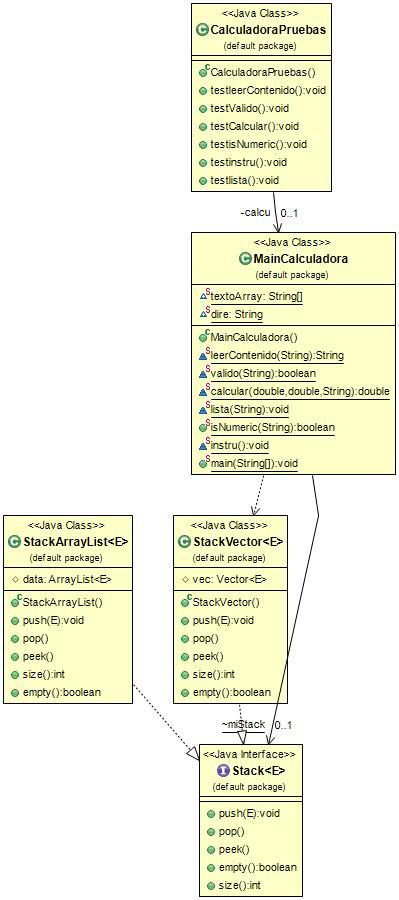 <<Java Class>>
CalculadoraPruebas
(default package)
CalculadoraPruebas()
testleerContenido():void
testValido():void
testCalcular():void
testisNumeric():void
testinstru():void
testlista():void
-calcu 0..1
<<Java Class>>
MainCalculadora
(default package)
textoArray: String[]
dire: String
MainCalculadora()
leerContenido(String):String
valido(String):boolean
calcular(double,double,String):double
lista(String):void
isNumeric(String):boolean
instru():void
main(String[]):void
<<Java Class>>
StackArrayList<E>
(default package)
data: ArrayList<E>
StackArrayList()
push(E):void
pop()
peek()
size():int
empty():boolean
<<Java Class>>
StackVector<E>
(default package)
vec: Vector<E>
StackVector()
push(E):void
pop()
peek()
size():int
empty():boolean
~miStack 0..1
<<Java Interface>>
Stack<E>
(default package)
push(E):void
pop()
peek()
empty():boolean
size():int